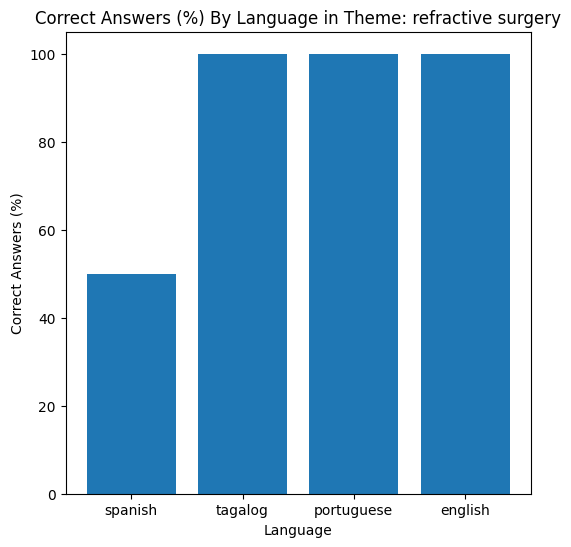 Correct Answers (%) By Language in Theme: refractive surgery
100
80
60
40
20
0
Correct Answers (%)
spanish tagalog portuguese english
Language